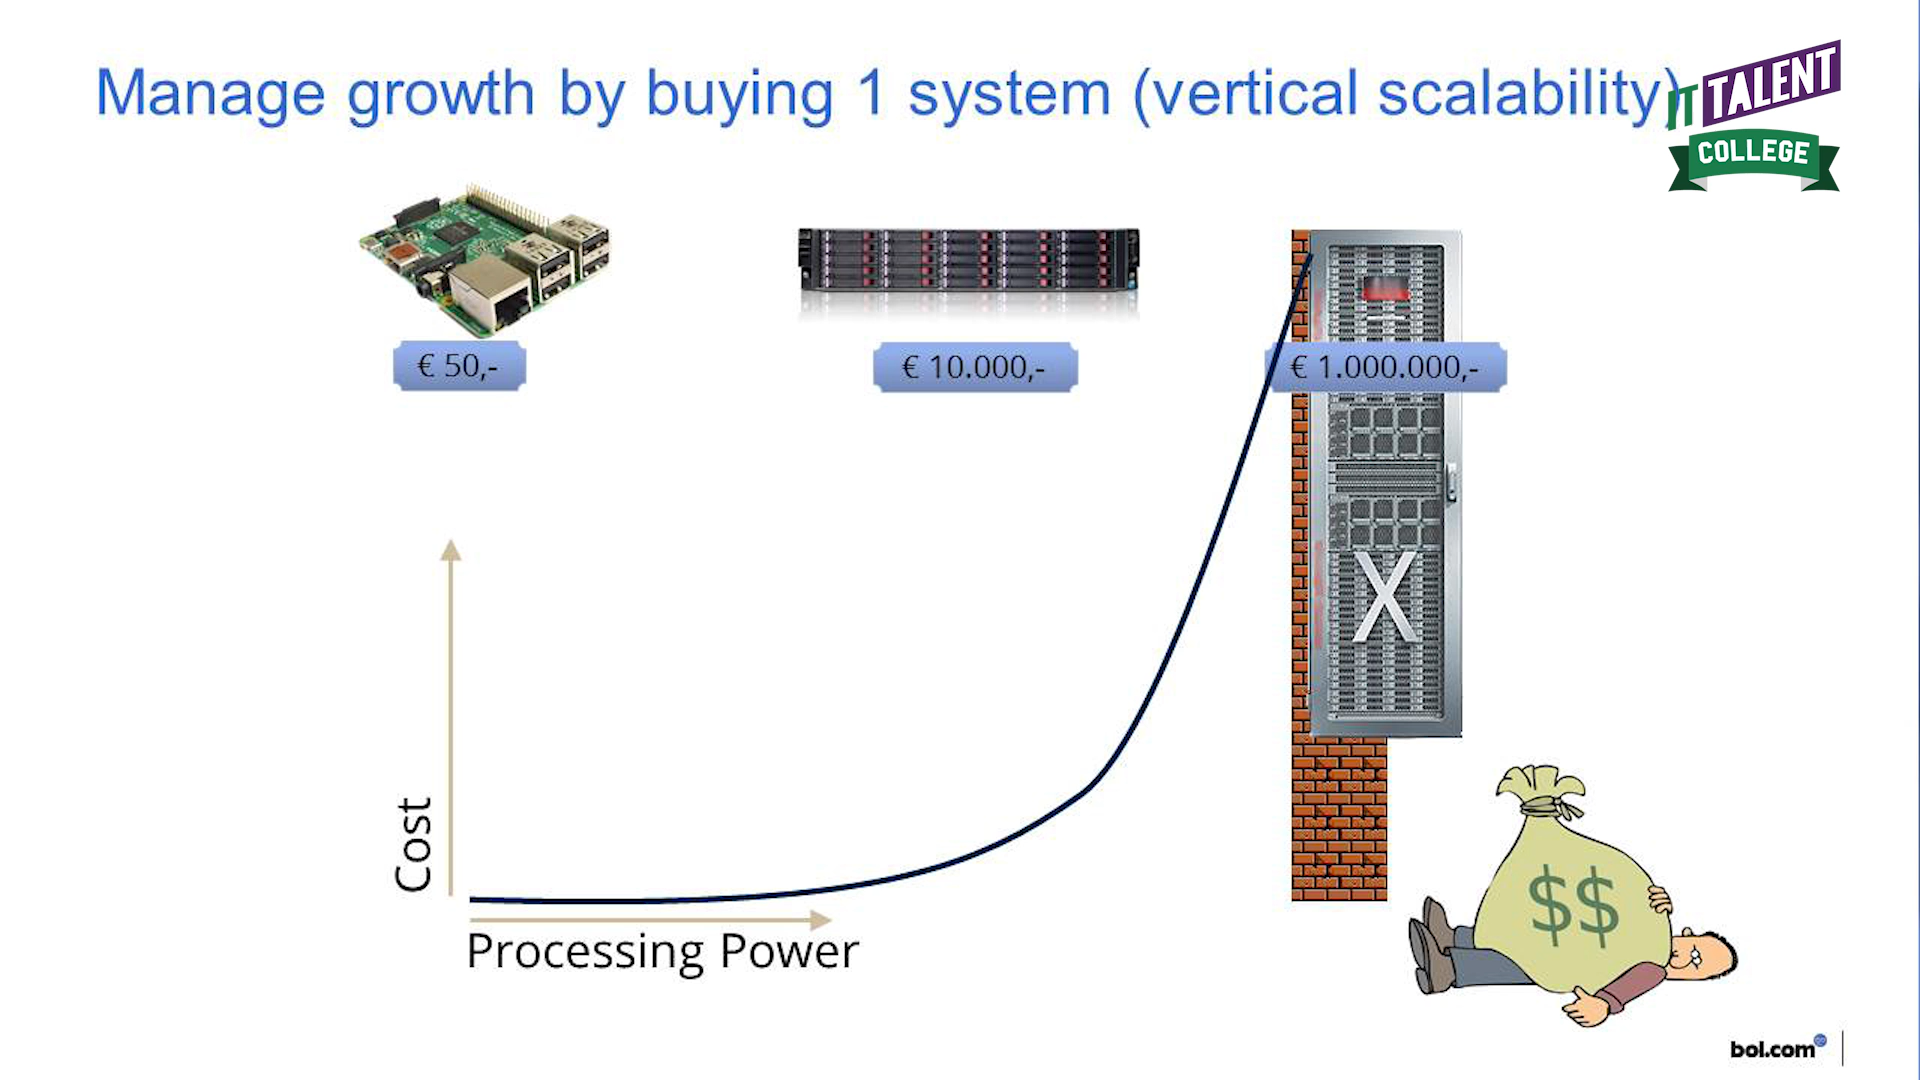 Manage growth by buying 1 system (vertical scalability)
IT TALENT
COLLEGE
€ 50,-
€ 10.000,-
€ 1.000.000,-
X
Cost
Processing Power
$$
bol.com